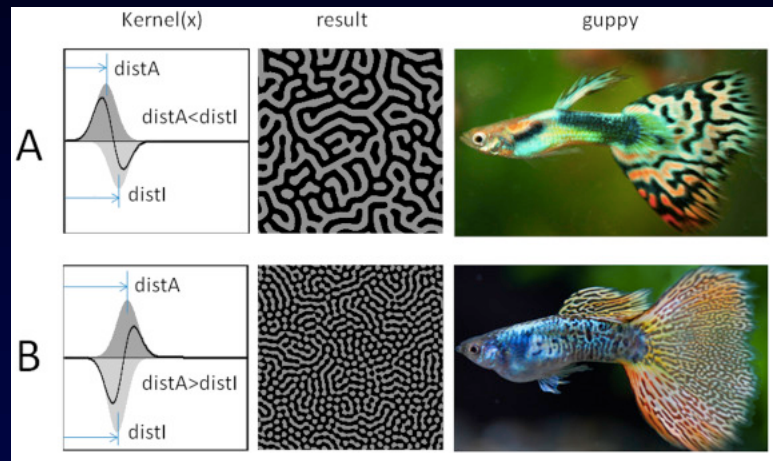 Kernel(x) result guppy
A
distA
distA<distI
distI
B
distA
distA>distI
distI